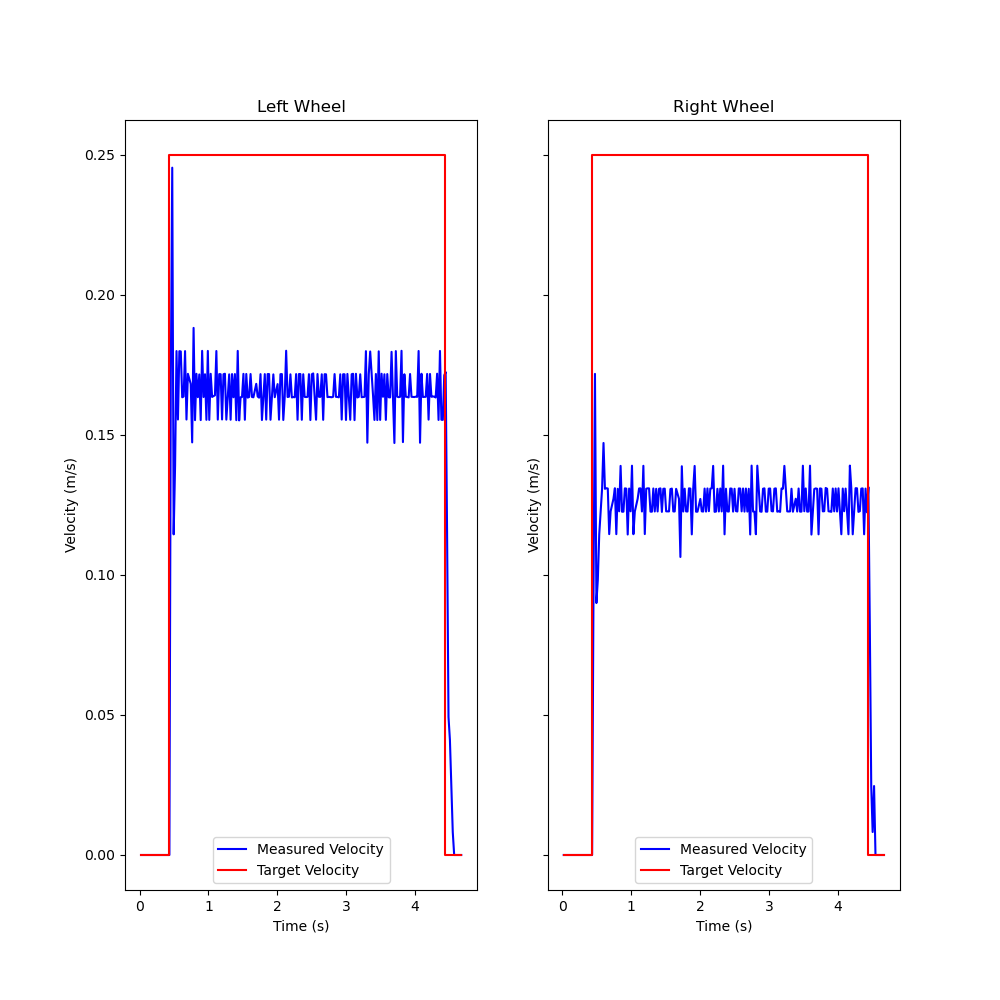 Left Wheel
Right Wheel
0.25
0.20
0.15
0.10
0.05
0.00
Velocity (m/s)
Velocity (m/s)
Measured Velocity
Target Velocity
Measured Velocity
Target Velocity
0 1 2 3 4
0 1 2 3 4
Time (s)
Time (s)